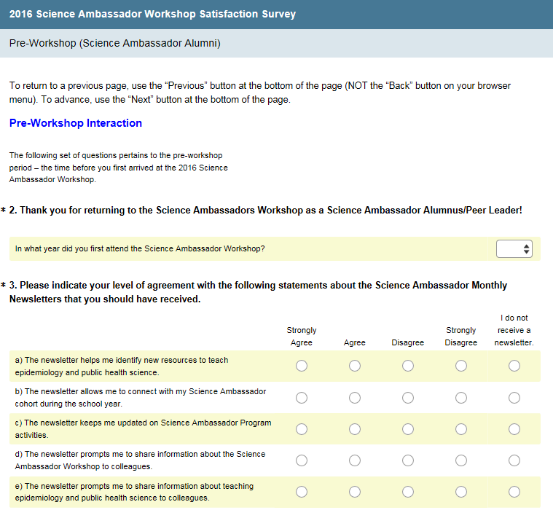 2016 Science Ambassador Workshop Satisfaction Survey
Pre-Workshop (Science Ambassador Alumni)
To return to a previous page, use the "Previous" button at the bottom of the page (NOT the "Back" button on your browser
menu). To advance, use the "Next" button at the bottom of the page.
Pre-Workshop Interaction
The following set of questions pertains to the pre-workshop
period – the time before you first arrived at the 2016 Science
Ambassador Workshop.
* 2. Thank you for returning to the Science Ambassadors Workshop as a Science Ambassador Alumnus/Peer Leader!
In what year did you first attend the Science Ambassador Workshop?
* 3. Please indicate your level of agreement with the following statements about the Science Ambassador Monthly
Newsletters that you should have received.
Strongly Agree Agree Disagree Strongly Disagree I do not receive a newsletter.
a) The newsletter helps me identify new resources to teach
epidemiology and public health science.
b) The newsletter allows me to connect with my Science Ambassador
cohort during the school year.
c) The newsletter keeps me updated on Science Ambassador Program
activities.
d) The newsletter prompts me to share information about the Science
Ambassador Workshop to colleagues.
e) The newsletter prompts me to share information about teaching
epidemiology and public health science to colleagues.